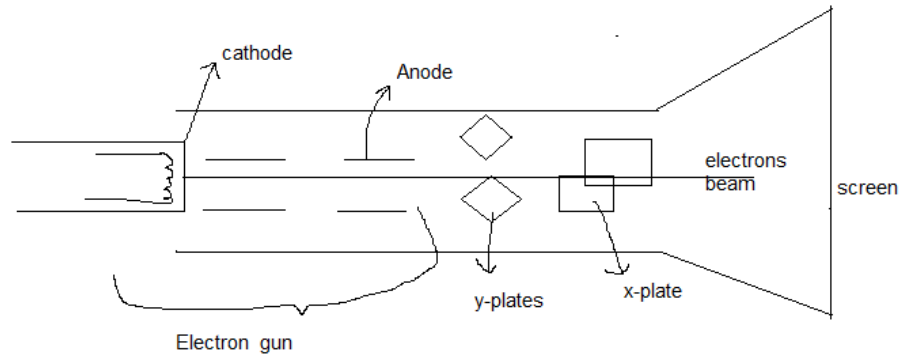 cathode
Anode
electrons
beam
screen
x-plate
y-plates
Electron gun